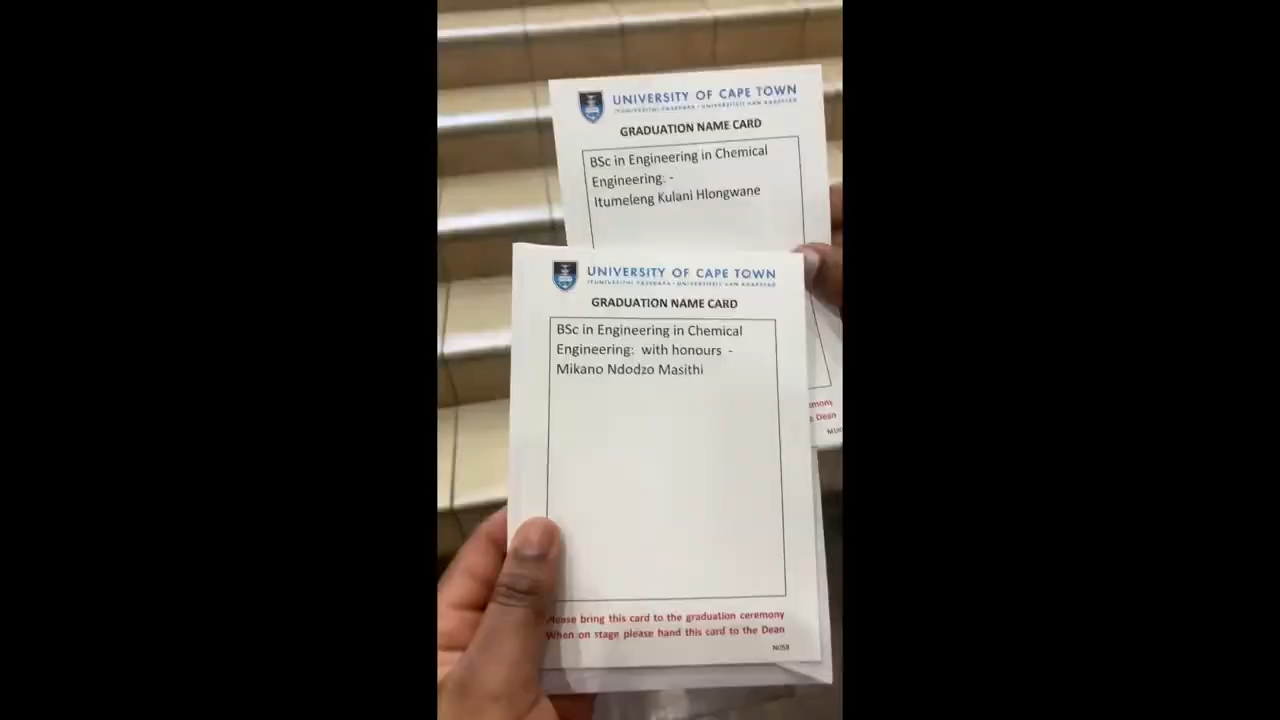 UNIVERSITY OF CAPE TOWN
GRADUATION NAME CARD
BSc in Engineering in Chemical
Engineering: -
Itumeleng Kulani Hlongwane
UNIVERSITY OF CAPE TOWN
GRADUATION NAME CARD
BSc in Engineering in Chemical
Engineering: with honours -
Mikano Ndodzo Masithi
Dean
Please bring this card to the graduation ceremony
When on stage please hand this card to the Dean